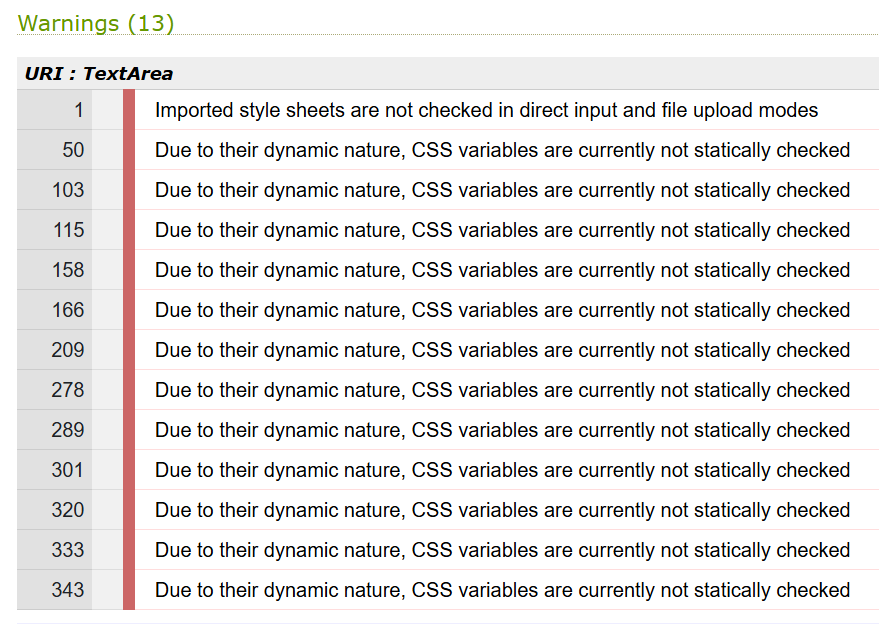 Warnings (13)
URI : TextArea
1 Imported style sheets are not checked in direct input and file upload modes
50 Due to their dynamic nature, CSS variables are currently not statically checked
103 Due to their dynamic nature, CSS variables are currently not statically checked
115 Due to their dynamic nature, CSS variables are currently not statically checked
158 Due to their dynamic nature, CSS variables are currently not statically checked
166 Due to their dynamic nature, CSS variables are currently not statically checked
209 Due to their dynamic nature, CSS variables are currently not statically checked
278 Due to their dynamic nature, CSS variables are currently not statically checked
289 Due to their dynamic nature, CSS variables are currently not statically checked
301 Due to their dynamic nature, CSS variables are currently not statically checked
320 Due to their dynamic nature, CSS variables are currently not statically checked
333 Due to their dynamic nature, CSS variables are currently not statically checked
343 Due to their dynamic nature, CSS variables are currently not statically checked